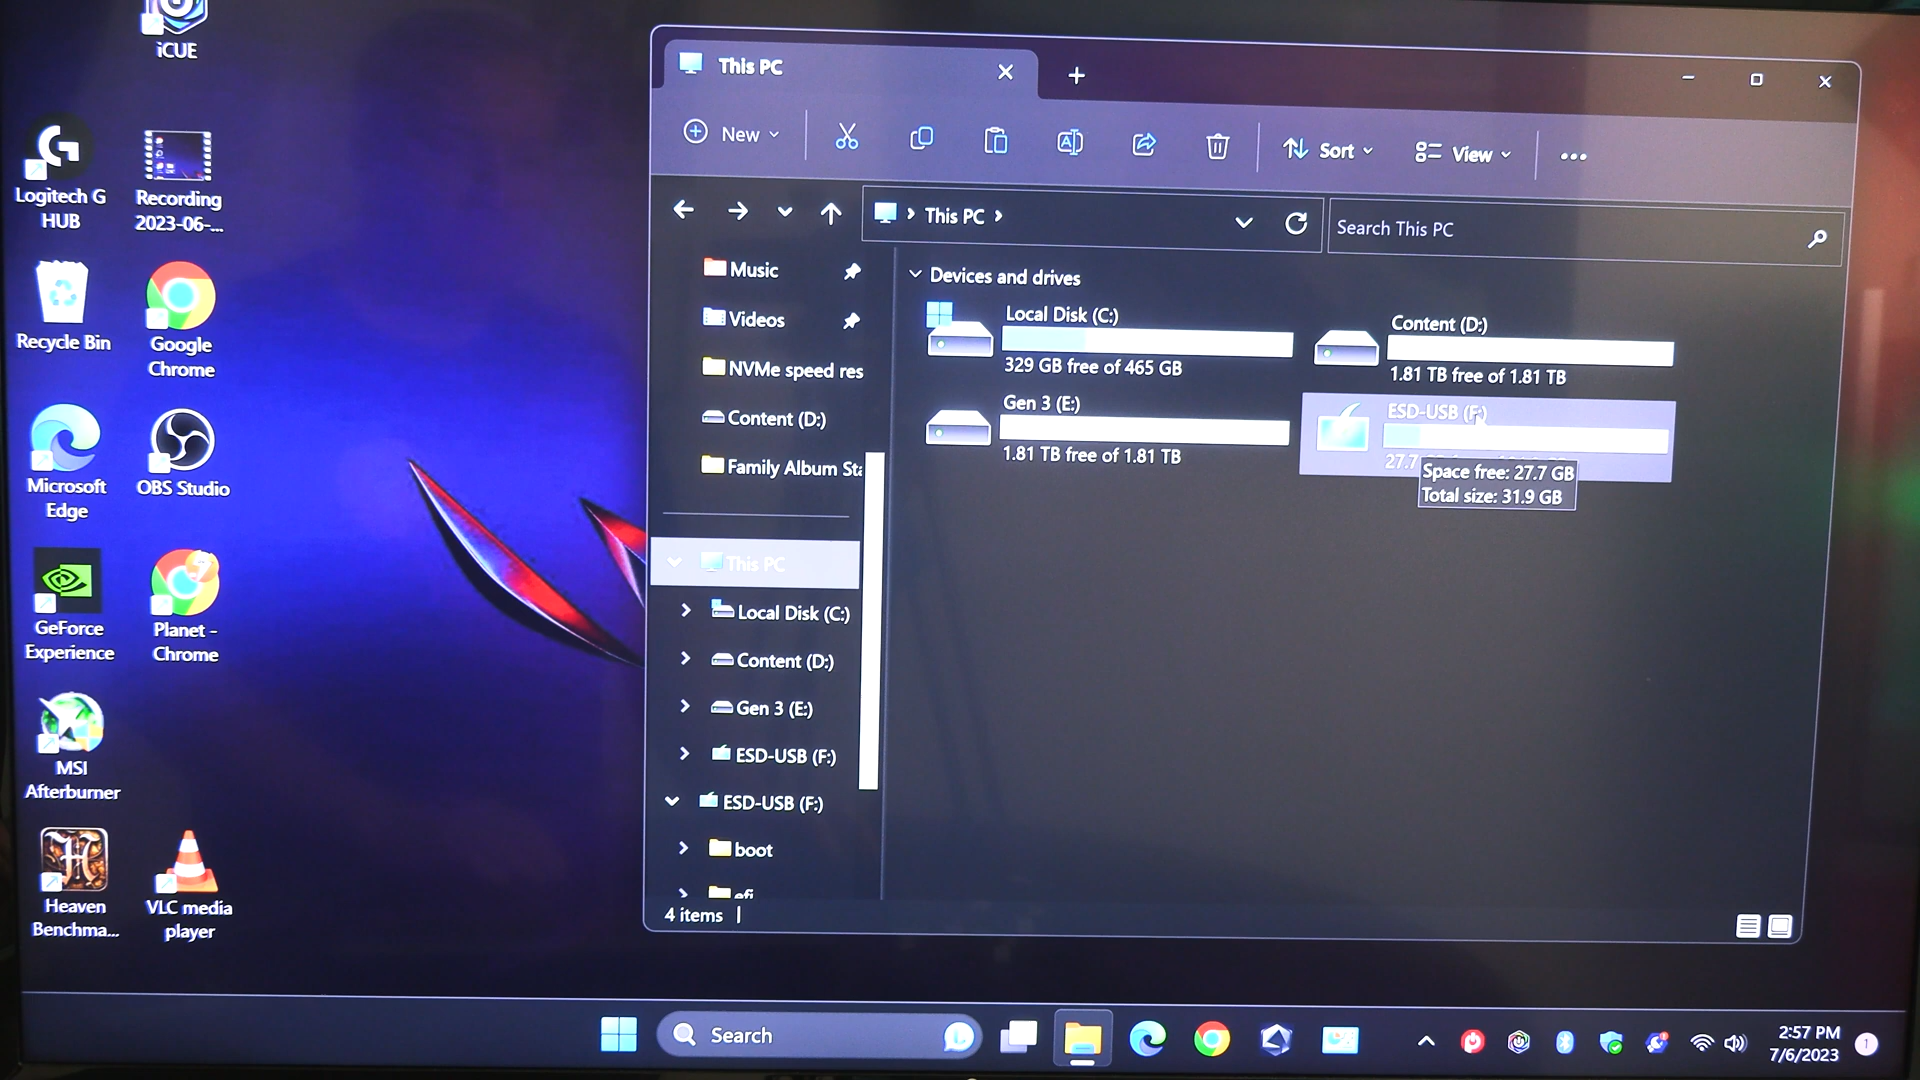 iCUE
Logitech G
HUB
Recording
2023-06-...
Recycle Bin
Google
Chrome
Microsoft
Edge
OBS Studio
GeForce
Experience
Planet -
Chrome
MSI
Afterburner
Heaven
Benchma...
VLC media
player
This PC
New
Sort
View
This PC
Search This PC
Music
Videos
NVMe speed res
Content (D:)
Family Album Sta
This PC
Local Disk (C:)
Content (D:)
Gen 3 (E:)
ESD-USB (F:)
ESD-USB (F:)
boot
efi
4 items
Devices and drives
Local Disk (C:)
329 GB free of 465 GB
Content (D:)
1.81 TB free of 1.81 TB
Gen 3 (E:)
1.81 TB free of 1.81 TB
ESD-USB (F:)
27.7
Space free: 27.7 GB
Total size: 31.9 GB
Search
2:57 PM
7/6/2023
1